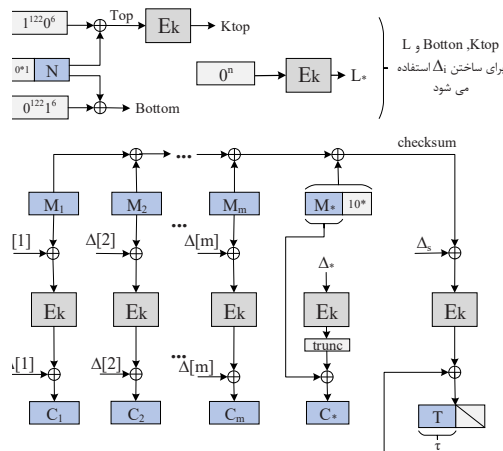 1¹²²0⁶
Top
Eₖ
Ktop
0*1 N
0¹²²1⁶
Bottom
0ⁿ
Eₖ
L*
Botton ,Ktop و L
برای ساختن Δᵢ استفاده
می شود
checksum
M₁ M₂ ... Mₘ M* 10*
[1] Δ[2] ... Δ[m] Δ* Δₛ
Eₖ Eₖ Eₖ Eₖ Eₖ
trunc
Δ[1] Δ[2] ... Δ[m]
C₁ C₂ Cₘ C* T
τ